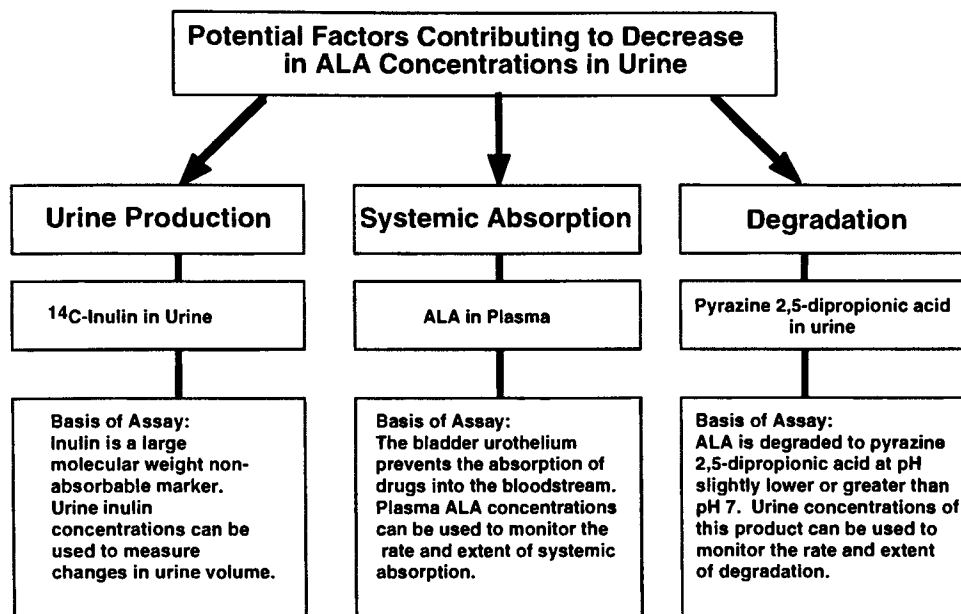 Potential Factors Contributing to Decrease
in ALA Concentrations in Urine
Urine Production
14C-Inulin in Urine
Basis of Assay:
Inulin is a large
molecular weight non-
absorbable marker.
Urine inulin
concentrations can be
used to measure
changes in urine volume.
Systemic Absorption
ALA in Plasma
Basis of Assay:
The bladder urothelium
prevents the absorption of
drugs into the bloodstream.
Plasma ALA concentrations
can be used to monitor the
rate and extent of systemic
absorption.
Degradation
Pyrazine 2,5-dipropionic acid
in urine
Basis of Assay:
ALA is degraded to pyrazine
2,5-dipropionic acid at pH
slightly lower or greater than
pH 7. Urine concentrations of
this product can be used to
monitor the rate and extent
of degradation.